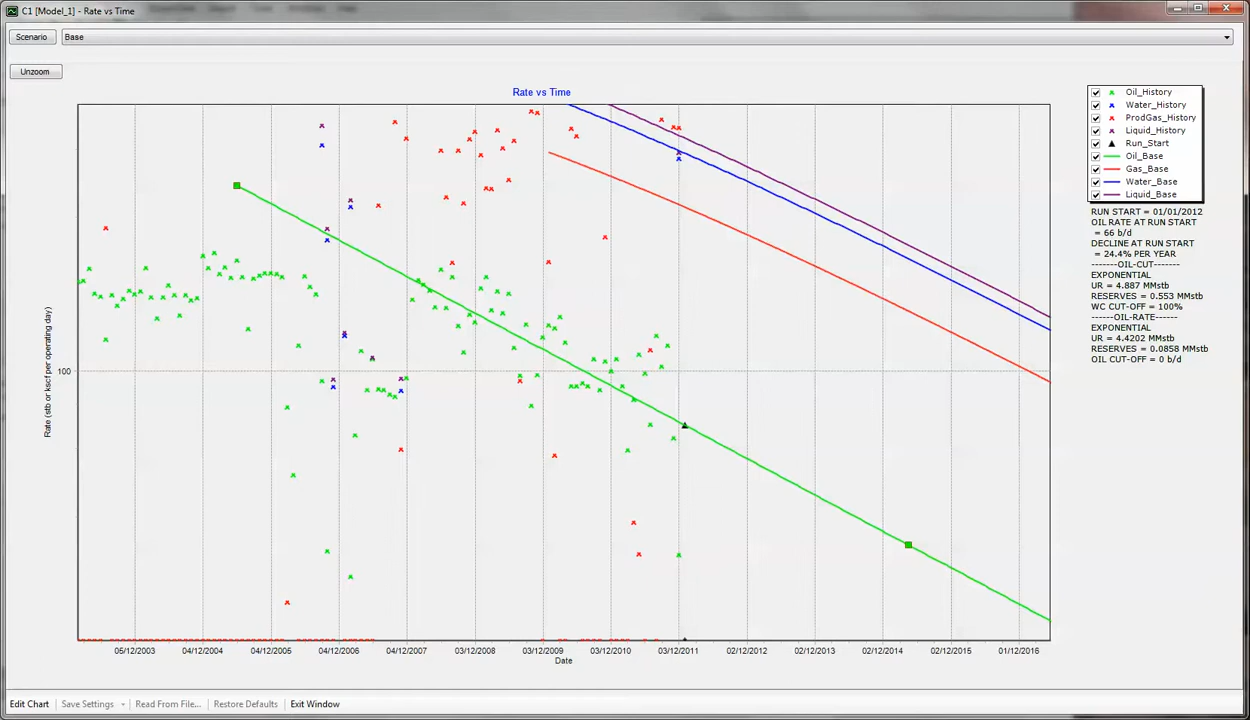 C1 [Model_1] - Rate vs Time
Scenario
Base
Unzoom
Rate vs Time
Oil_History
Water_History
ProdGas_History
Liquid_History
Run_Start
Oil_Base
Gas_Base
Water_Base
Liquid_Base
RUN START = 01/01/2012
OIL RATE AT RUN START
= 66 b/d
DECLINE AT RUN START
= 24.4% PER YEAR
------OIL-CUT------
EXPONENTIAL
UR = 4.887 MMstb
RESERVES = 0.553 MMstb
WC CUT-OFF = 100%
------OIL-RATE------
EXPONENTIAL
UR = 4.4202 MMstb
RESERVES = 0.0858 MMstb
OIL CUT-OFF = 0 b/d
Rate (stb or kscf per operating day)
100
05/12/2003 04/12/2004 04/12/2005 04/12/2006 04/12/2007 03/12/2008 03/12/2009 03/12/2010 03/12/2011 02/12/2012 02/12/2013 02/12/2014 02/12/2015 01/12/2016
Date
Edit Chart Save Settings Read From File... Restore Defaults Exit Window